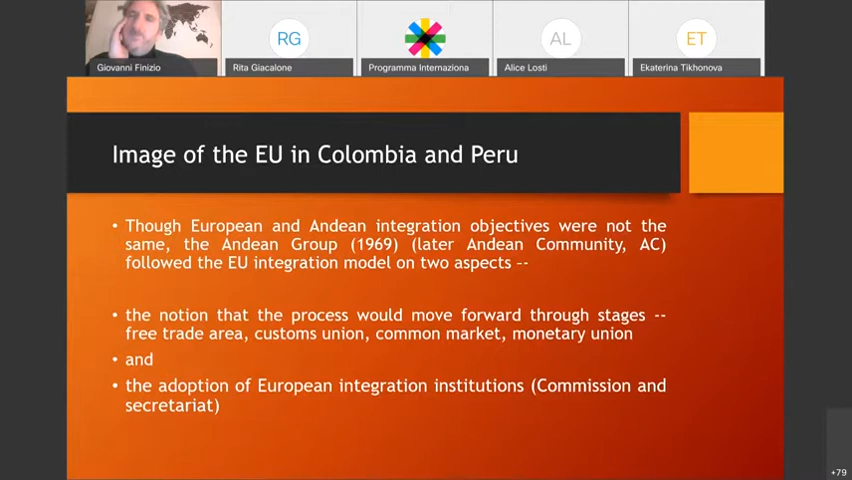 RG
AL
ET
Giovanni Finizio
Rita Giacalone
Programma Internaziona
Alice Losti
Ekaterina Tikhonova
Image of the EU in Colombia and Peru
• Though European and Andean integration objectives were not the
same, the Andean Group (1969) (later Andean Community, AC)
followed the EU integration model on two aspects --
• the notion that the process would move forward through stages --
free trade area, customs union, common market, monetary union
• and
• the adoption of European integration institutions (Commission and
secretariat)
+79